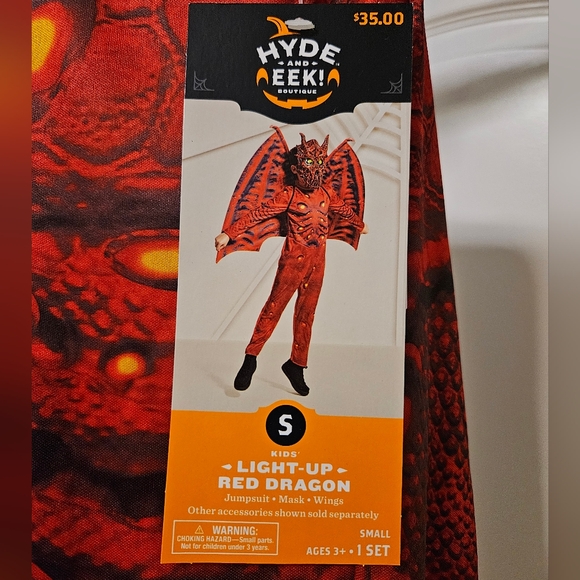 $35.00
HYDE
AND
EEK!
BOUTIQUE
S
KIDS'
LIGHT-UP
RED DRAGON
Jumpsuit • Mask • Wings
Other accessories shown sold separately
⚠ WARNING:
CHOKING HAZARD—Small parts.
Not for children under 3 years.
SMALL
AGES 3+ • 1 SET